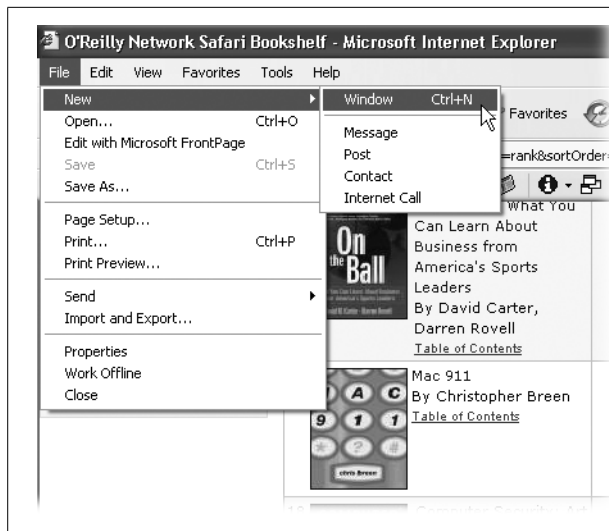 O'Reilly Network Safari Bookshelf - Microsoft Internet Explorer
File Edit View Favorites Tools Help
New
Open... Ctrl+O
Edit with Microsoft FrontPage
Save Ctrl+S
Save As...
Page Setup...
Print... Ctrl+P
Print Preview...
Send
Import and Export...
Properties
Work Offline
Close
Window Ctrl+N
Message
Post
Contact
Internet Call
Favorites
=rank&sortOrder=
What You
Can Learn About
Business from
America's Sports
Leaders
By David Carter,
Darren Rovell
Table of Contents
On
the Ball
Mac 911
By Christopher Breen
Table of Contents
A C
9 1 1
* ? #
chris breen